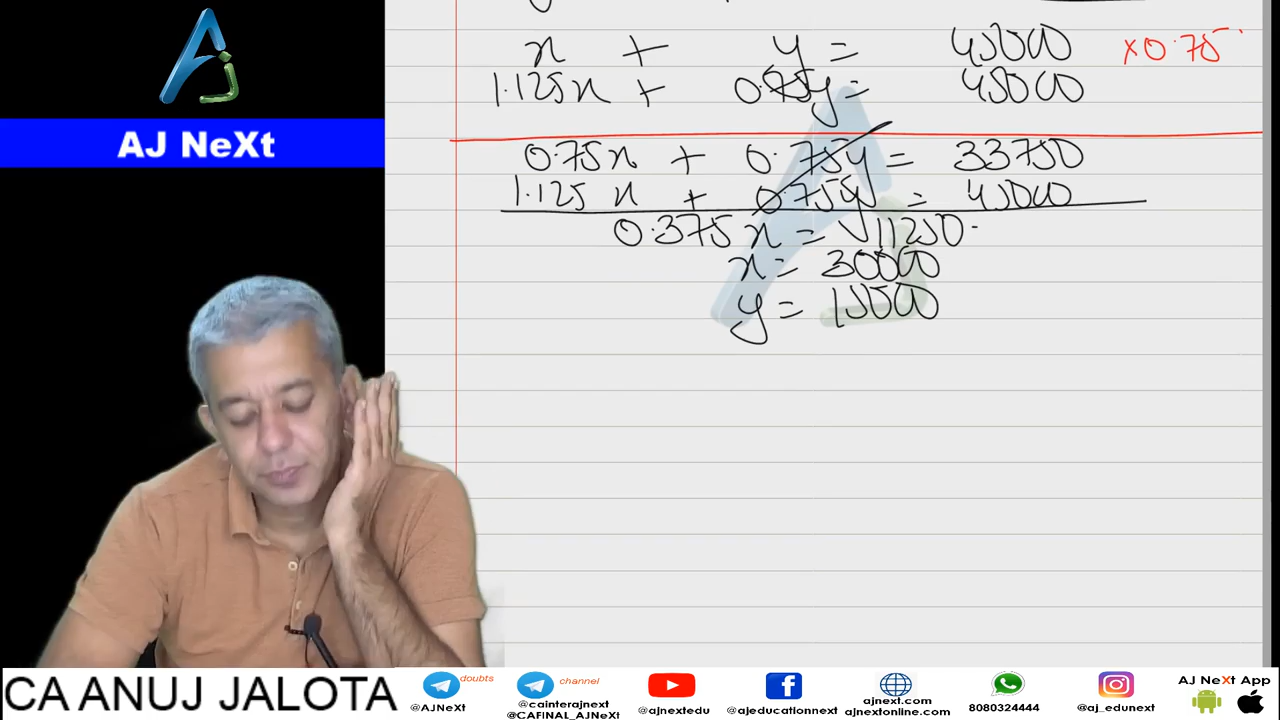 x + y = 45000 ×0.75
1.125x + 0.75y = 45000
0.75x + 0.75y = 33750
1.125x + 0.75y = 45000
0.375x = 11250
x = 30000
y = 15000
AJ NeXt
CA ANUJ JALOTA
doubts
@AJNeXt
channel
@cainterajnext
@CAFINAL_AJNeXt
@ajnextedu
@ajeducationnext
ajnext.com
ajnextonline.com
8080324444
@aj_edunext
AJ NeXt App